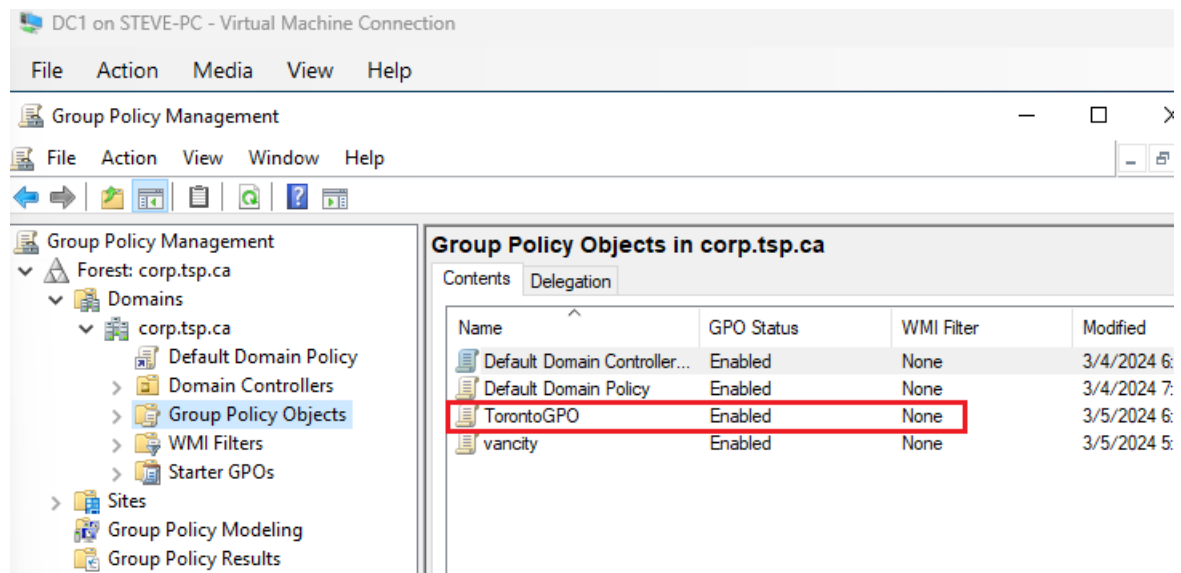 DC1 on STEVE-PC - Virtual Machine Connection
File Action Media View Help
Group Policy Management
File Action View Window Help
Group Policy Management
Forest: corp.tsp.ca
Domains
corp.tsp.ca
Default Domain Policy
Domain Controllers
Group Policy Objects
WMI Filters
Starter GPOs
Sites
Group Policy Modeling
Group Policy Results
Group Policy Objects in corp.tsp.ca
Contents Delegation
Name GPO Status WMI Filter Modified
Default Domain Controller... Enabled None 3/4/2024 6:
Default Domain Policy Enabled None 3/4/2024 7:
TorontoGPO Enabled None 3/5/2024 6:
vancity Enabled None 3/5/2024 5: